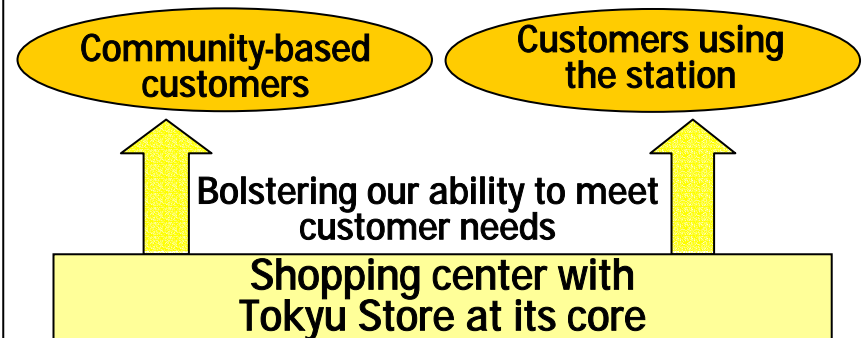 Community-based
customers
Customers using
the station
Bolstering our ability to meet
customer needs
Shopping center with
Tokyu Store at its core